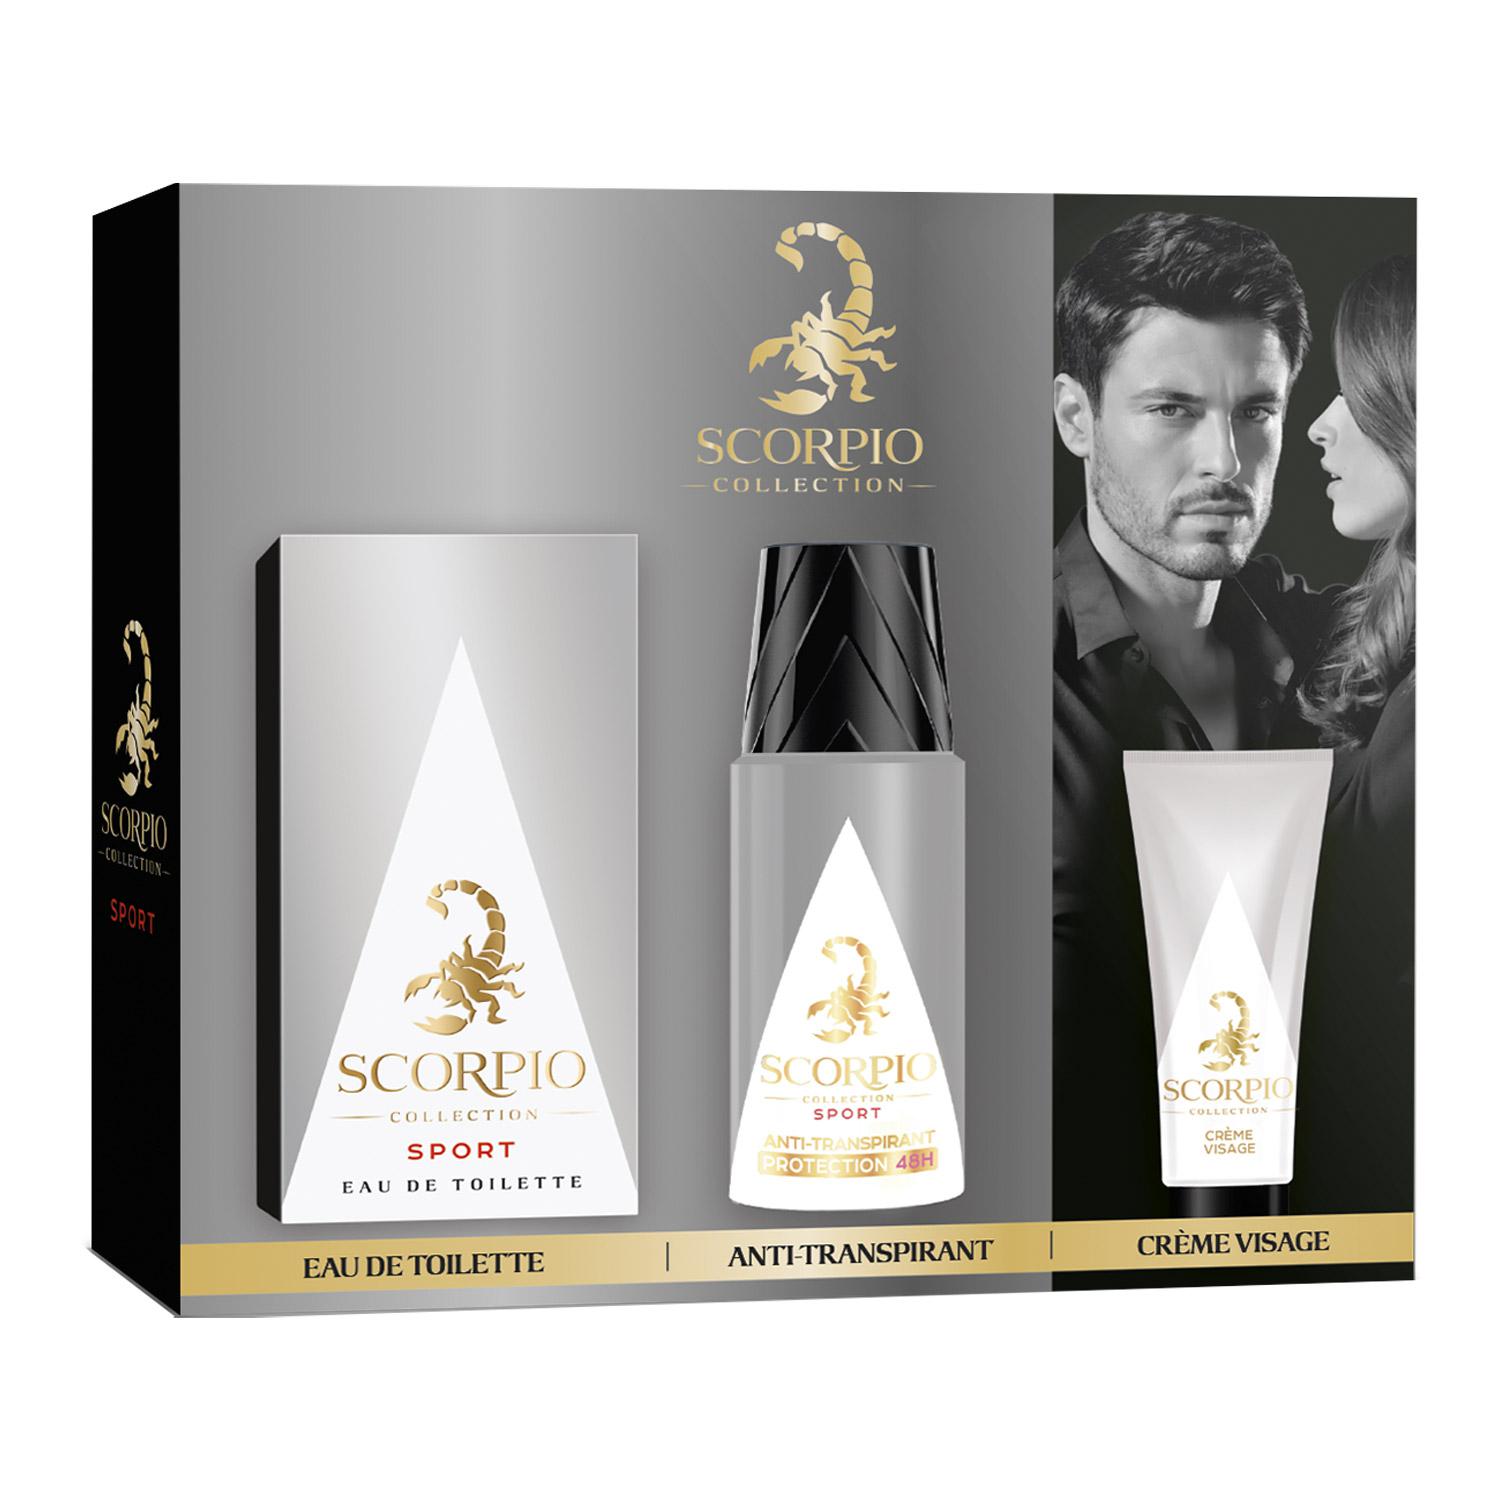 SCORPIO
COLLECTION
SCORPIO
COLLECTION
SPORT
SCORPIO
COLLECTION
SPORT
EAU DE TOILETTE
SCORPIO
COLLECTION
SPORT
ANTI-TRANSPIRANT
PROTECTION 48H
SCORPIO
COLLECTION
CRÈME
VISAGE
EAU DE TOILETTE | ANTI-TRANSPIRANT | CRÈME VISAGE